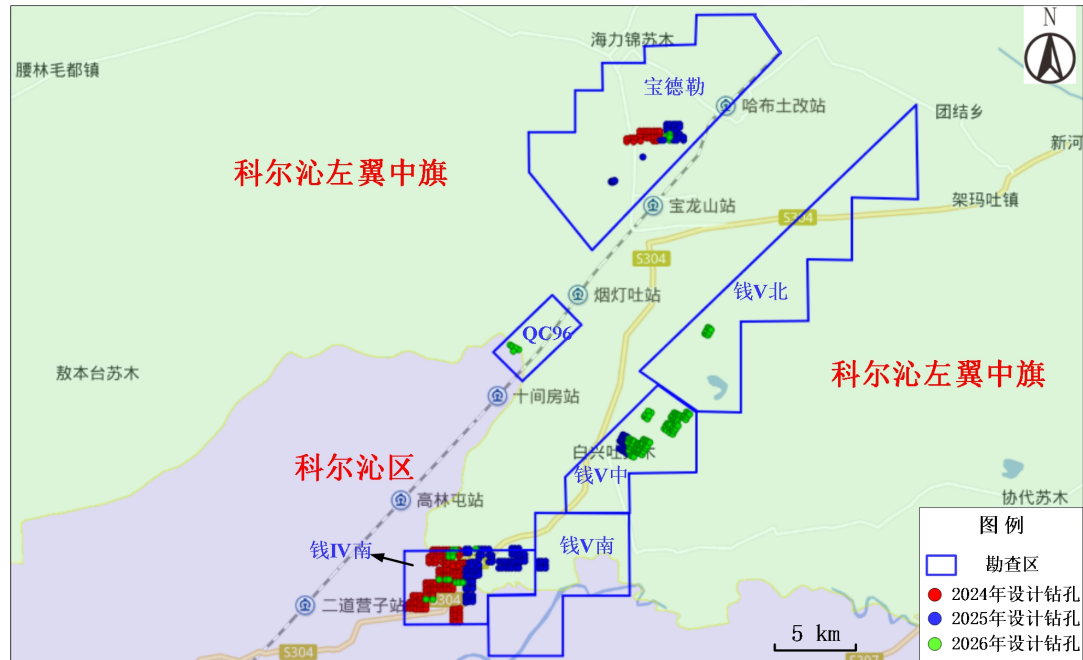 N
海力锦苏木
腰林毛都镇
宝德勒
哈布土改站
团结乡
新河
科尔沁左翼中旗
架玛吐镇
宝龙山站
S304
S304
钱V北
烟灯吐站
QC96
敖本台苏木
科尔沁左翼中旗
十间房站
白兴吐苏木
科尔沁区
钱V中
高林屯站
协代苏木
图 例
钱IV南
钱V南
勘查区
2024年设计钻孔
二道营子站
304
2025年设计钻孔
5 km
2026年设计钻孔
S304